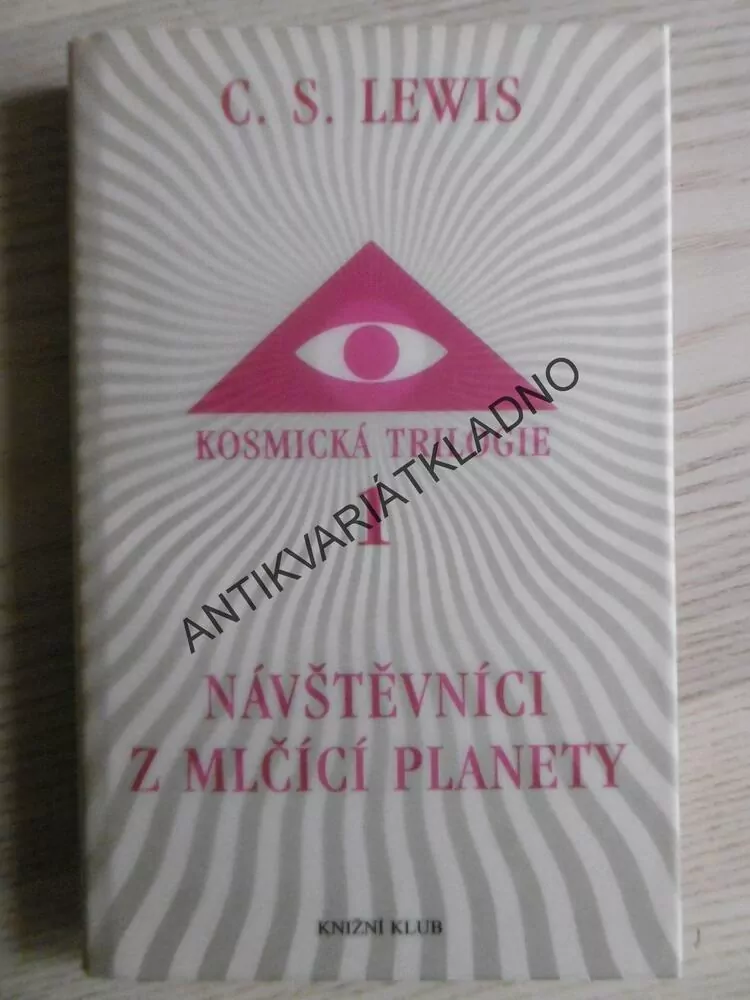 C. S. LEWIS
KOSMICKÁ TRILOGIE
1
ANTIKVARIÁTKLADNO
NÁVŠTĚVNÍCI
Z MLČÍCÍ PLANETY
KNIŽNÍ KLUB